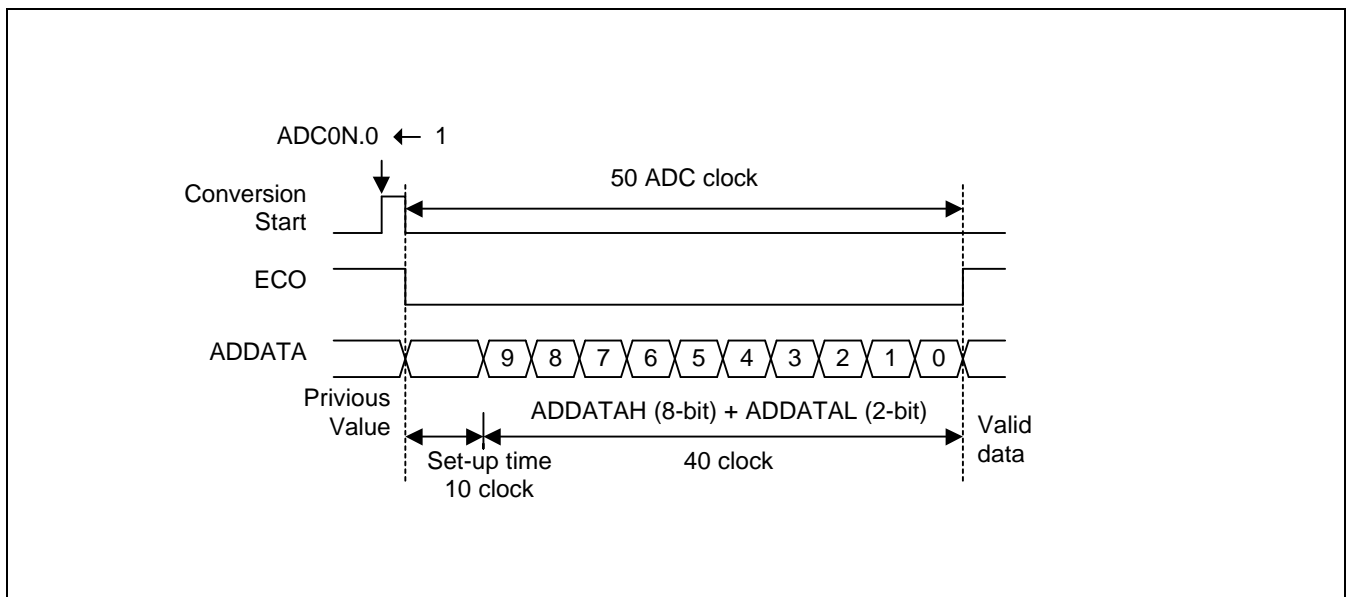 ADC0N.0 ← 1
50 ADC clock
Conversion
Start
ECO
ADDATA
9 8 7 6 5 4 3 2 1 0
Privious
Value
ADDATAH (8-bit) + ADDATAL (2-bit)
Valid
data
Set-up time
10 clock
40 clock